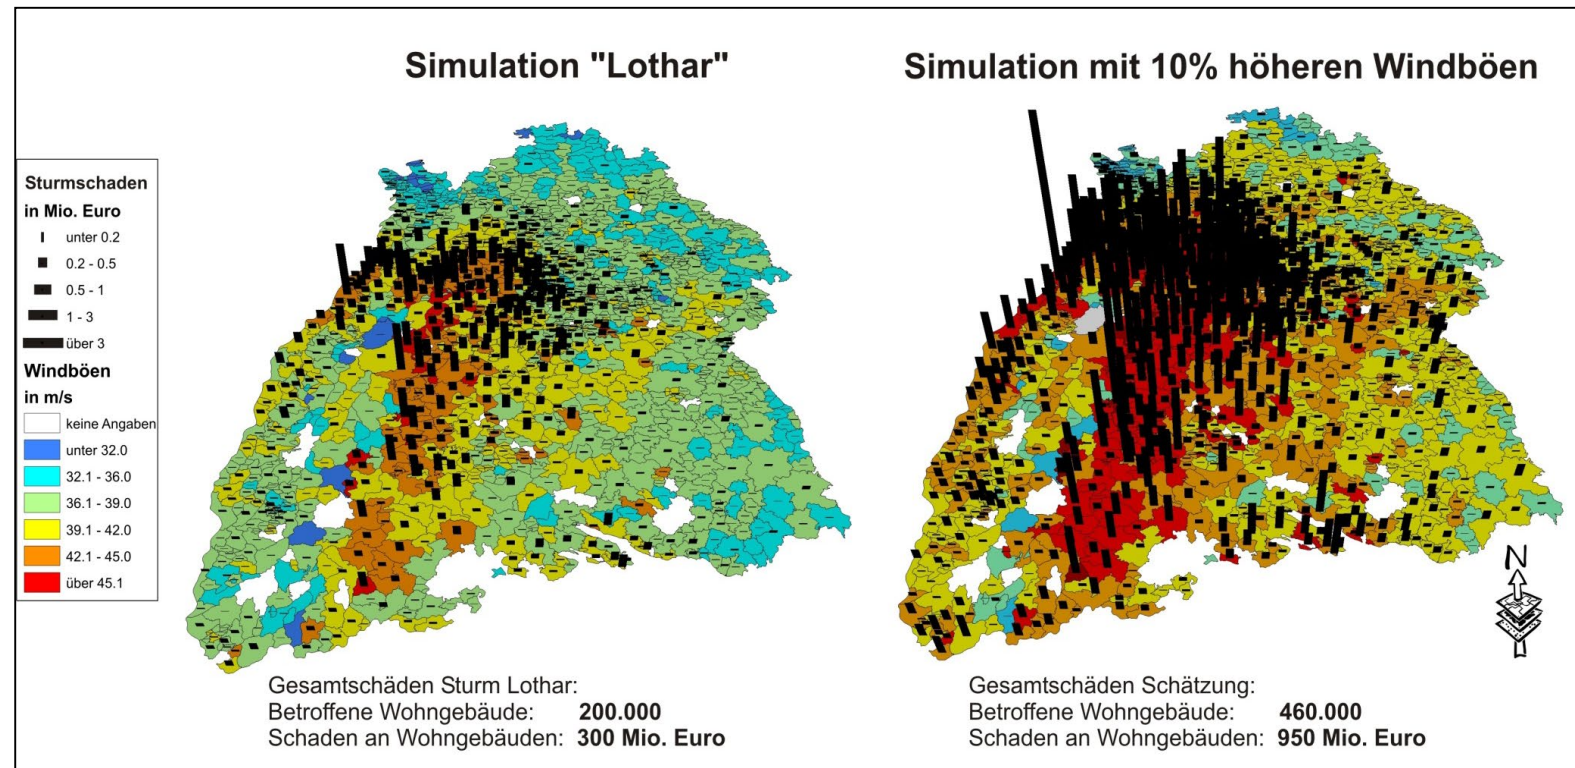 Simulation "Lothar"
Simulation mit 10% höheren Windböen
Sturmschaden
in Mio. Euro
unter 0.2
0.2 - 0.5
0.5 - 1
1 - 3
über 3
Windböen
in m/s
keine Angaben
unter 32.0
32.1 - 36.0
36.1 - 39.0
39.1 - 42.0
42.1 - 45.0
über 45.1
N
Gesamtschäden Sturm Lothar:
Betroffene Wohngebäude: 200.000
Schaden an Wohngebäuden: 300 Mio. Euro
Gesamtschäden Schätzung:
Betroffene Wohngebäude: 460.000
Schaden an Wohngebäuden: 950 Mio. Euro